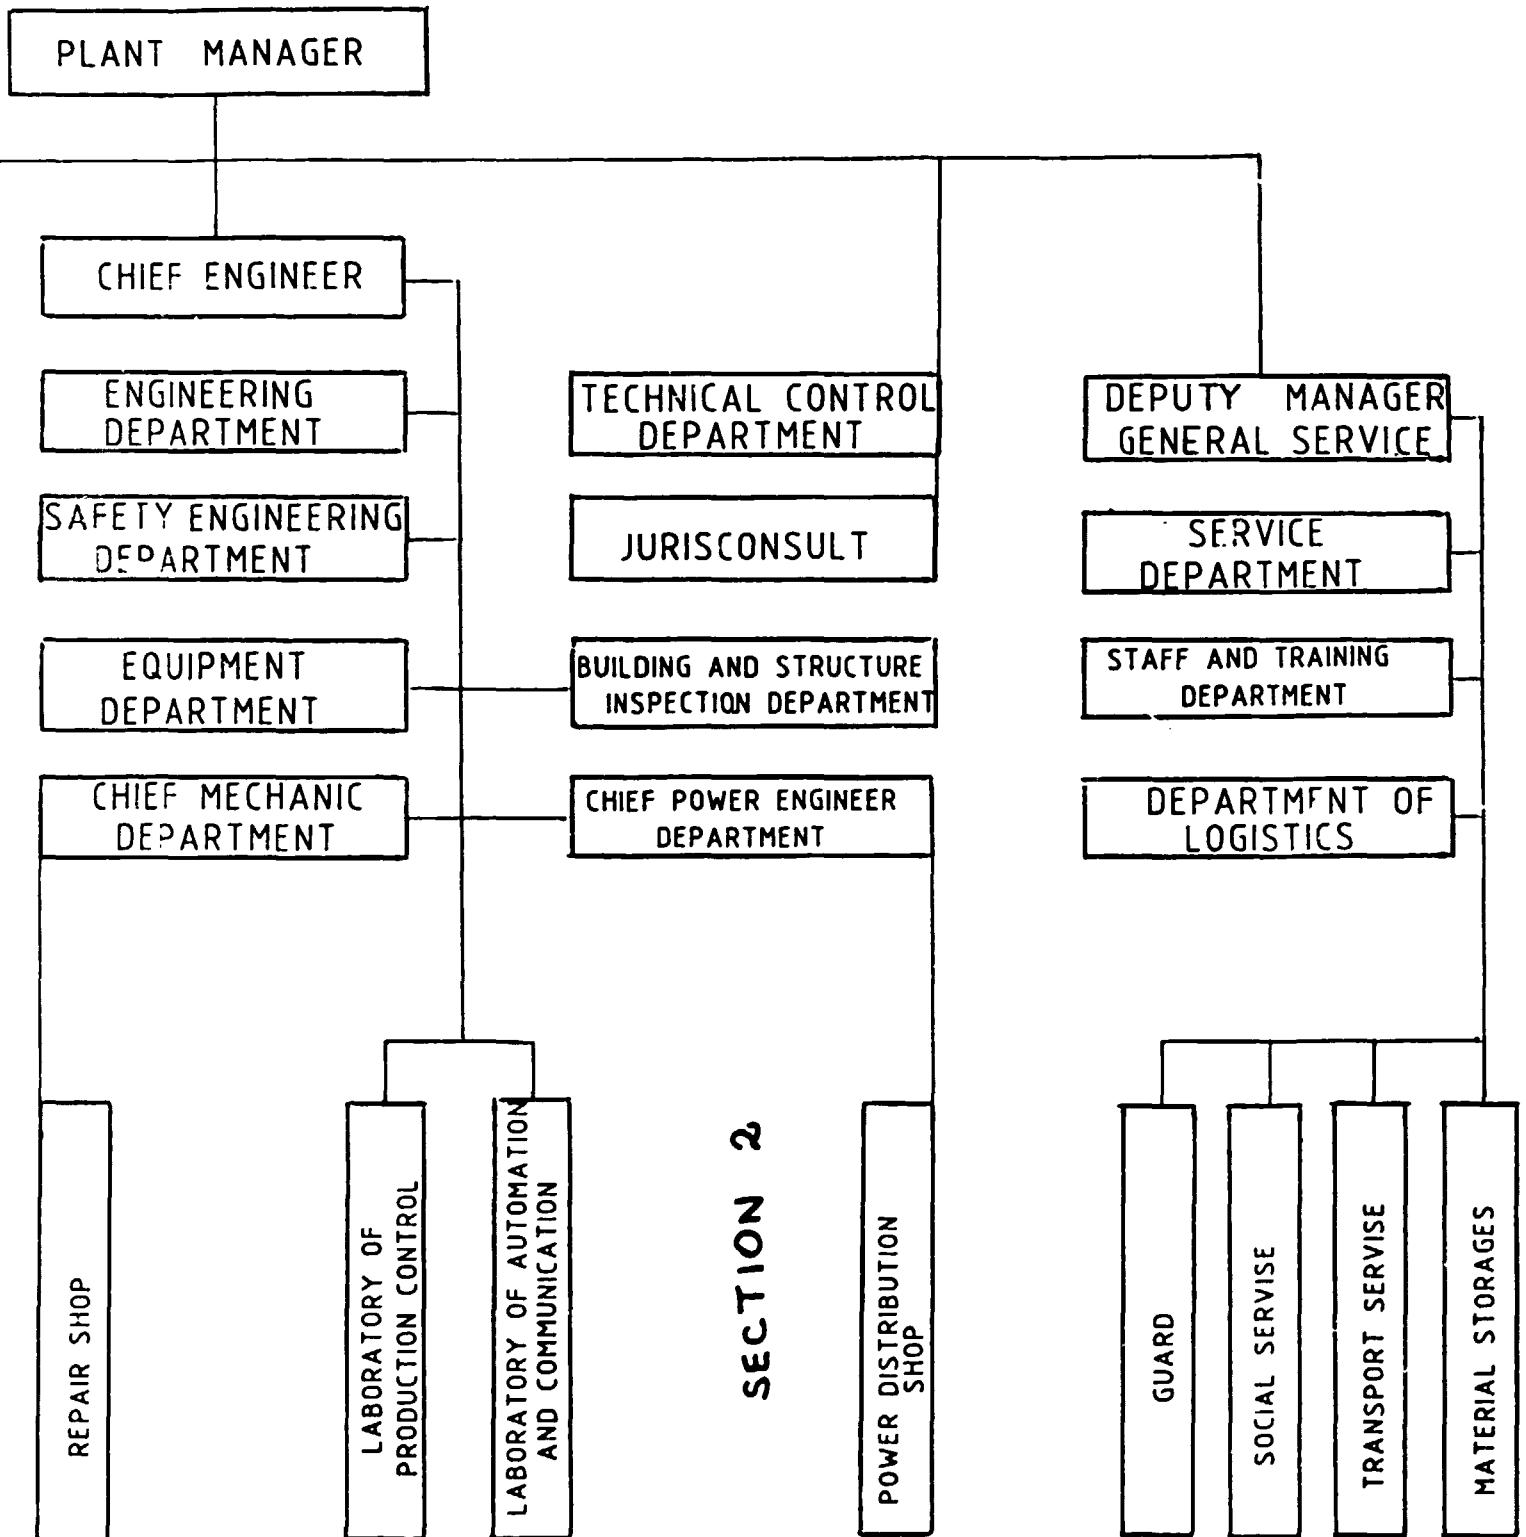 PLANT MANAGER
CHIEF ENGINEER
ENGINEERING
DEPARTMENT
TECHNICAL CONTROL
DEPARTMENT
DEPUTY MANAGER
GENERAL SERVICE
SAFETY ENGINEERING
DEPARTMENT
JURISCONSULT
SERVICE
DEPARTMENT
EQUIPMENT
DEPARTMENT
BUILDING AND STRUCTURE
INSPECTION DEPARTMENT
STAFF AND TRAINING
DEPARTMENT
CHIEF MECHANIC
DEPARTMENT
CHIEF POWER ENGINEER
DEPARTMENT
DEPARTMENT OF
LOGISTICS
REPAIR SHOP
LABORATORY OF
PRODUCTION CONTROL
LABORATORY OF AUTOMATION
AND COMMUNICATION
SECTION 2
POWER DISTRIBUTION
SHOP
GUARD
SOCIAL SERVISE
TRANSPORT SERVISE
MATERIAL STORAGES